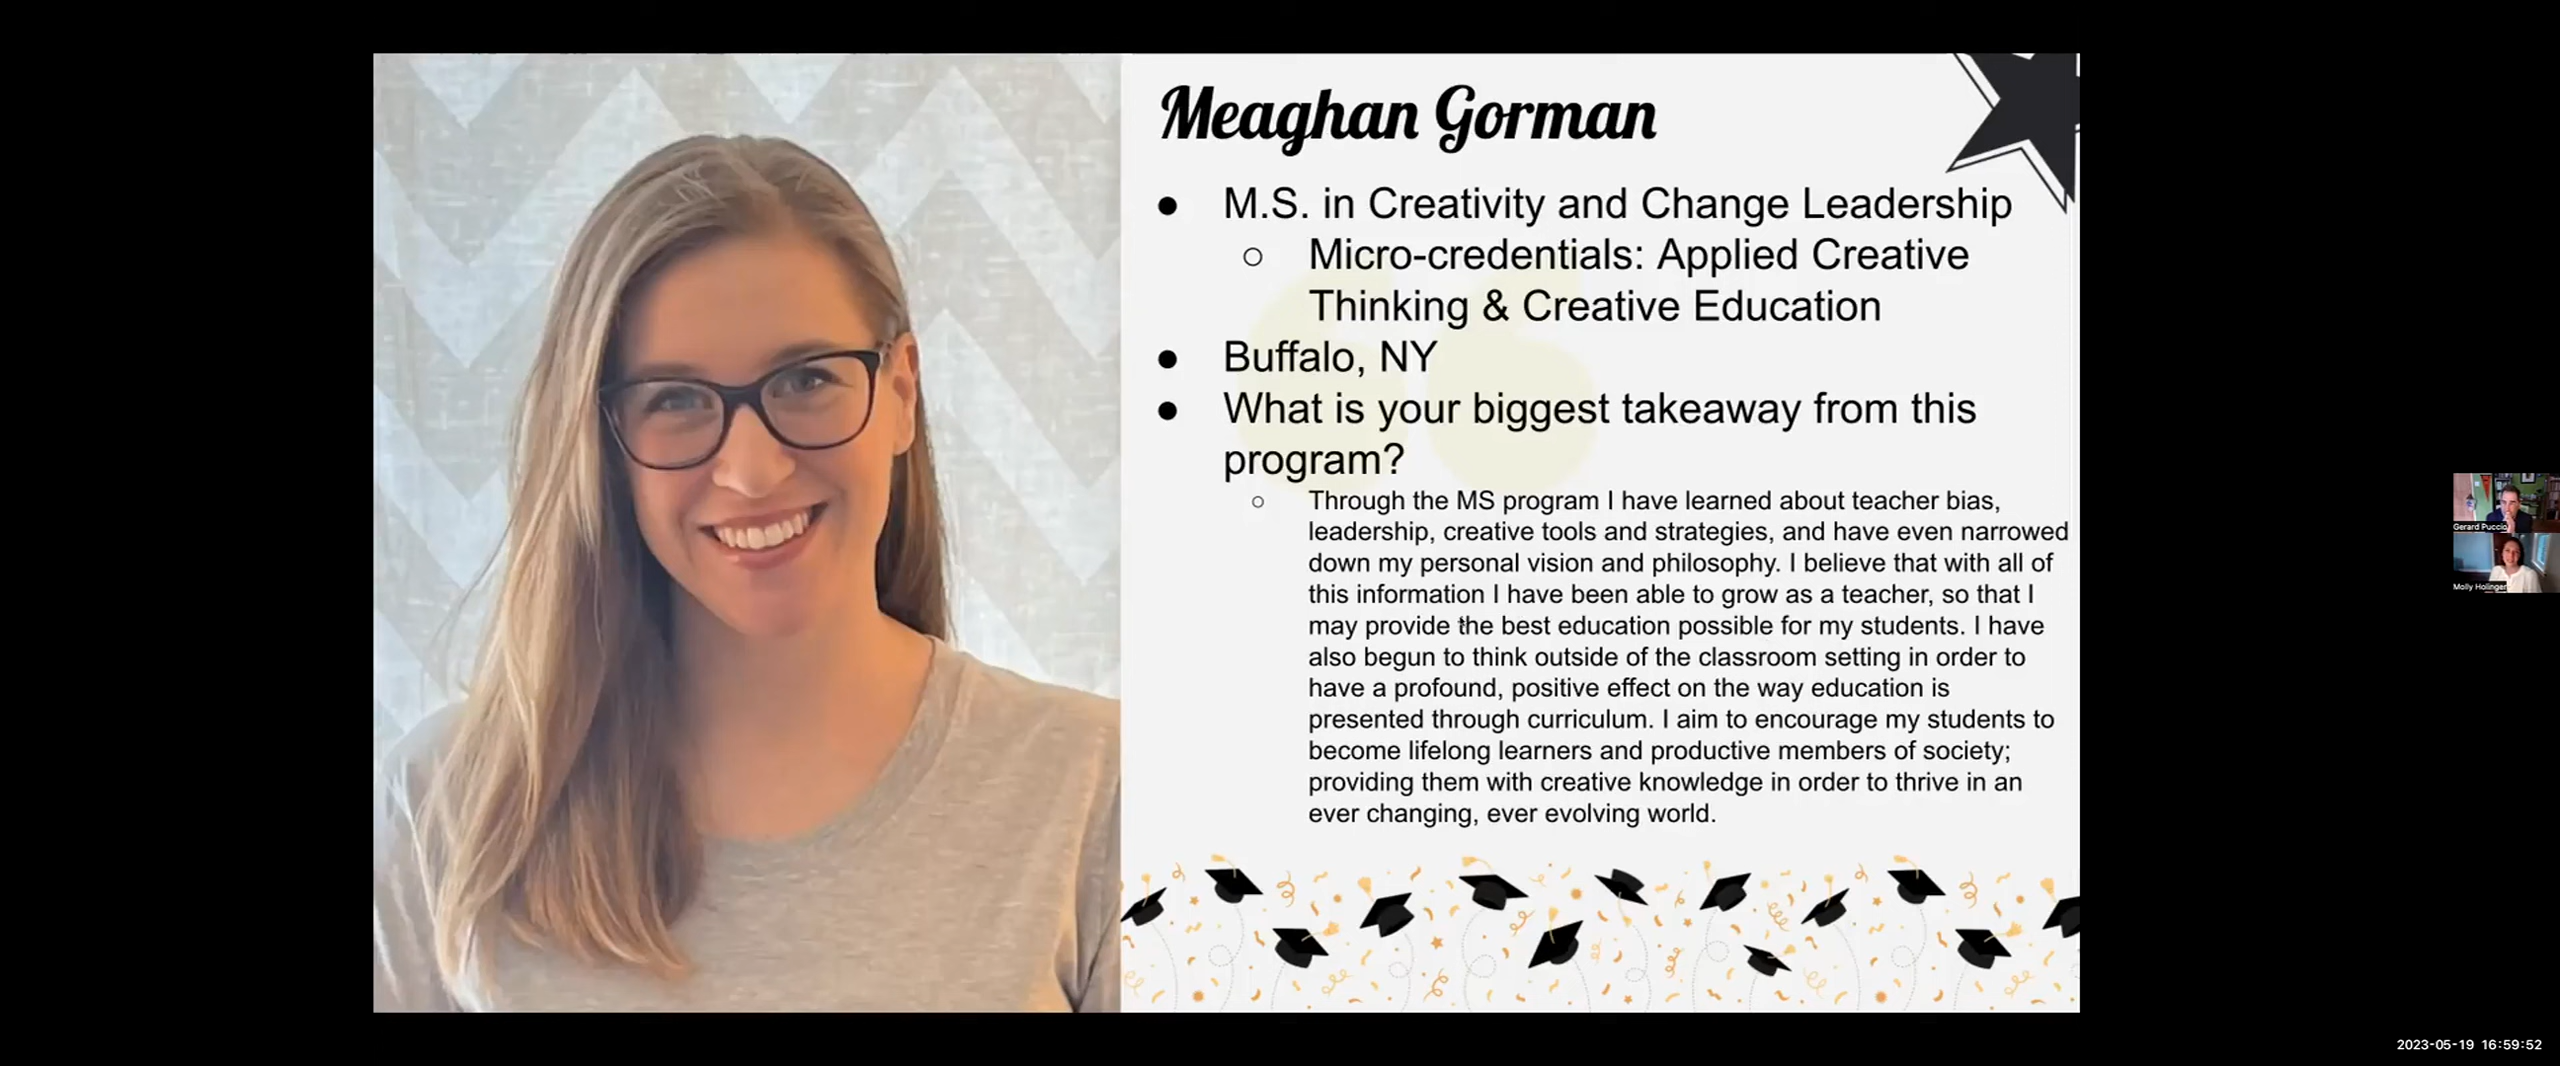 Meaghan Gorman
● M.S. in Creativity and Change Leadership
○ Micro-credentials: Applied Creative
Thinking & Creative Education
● Buffalo, NY
● What is your biggest takeaway from this
program?
○ Through the MS program I have learned about teacher bias,
leadership, creative tools and strategies, and have even narrowed
down my personal vision and philosophy. I believe that with all of
this information I have been able to grow as a teacher, so that I
may provide the best education possible for my students. I have
also begun to think outside of the classroom setting in order to
have a profound, positive effect on the way education is
presented through curriculum. I aim to encourage my students to
become lifelong learners and productive members of society;
providing them with creative knowledge in order to thrive in an
ever changing, ever evolving world.
Gerard Puccio
Molly Holinger
2023-05-19 16:59:52